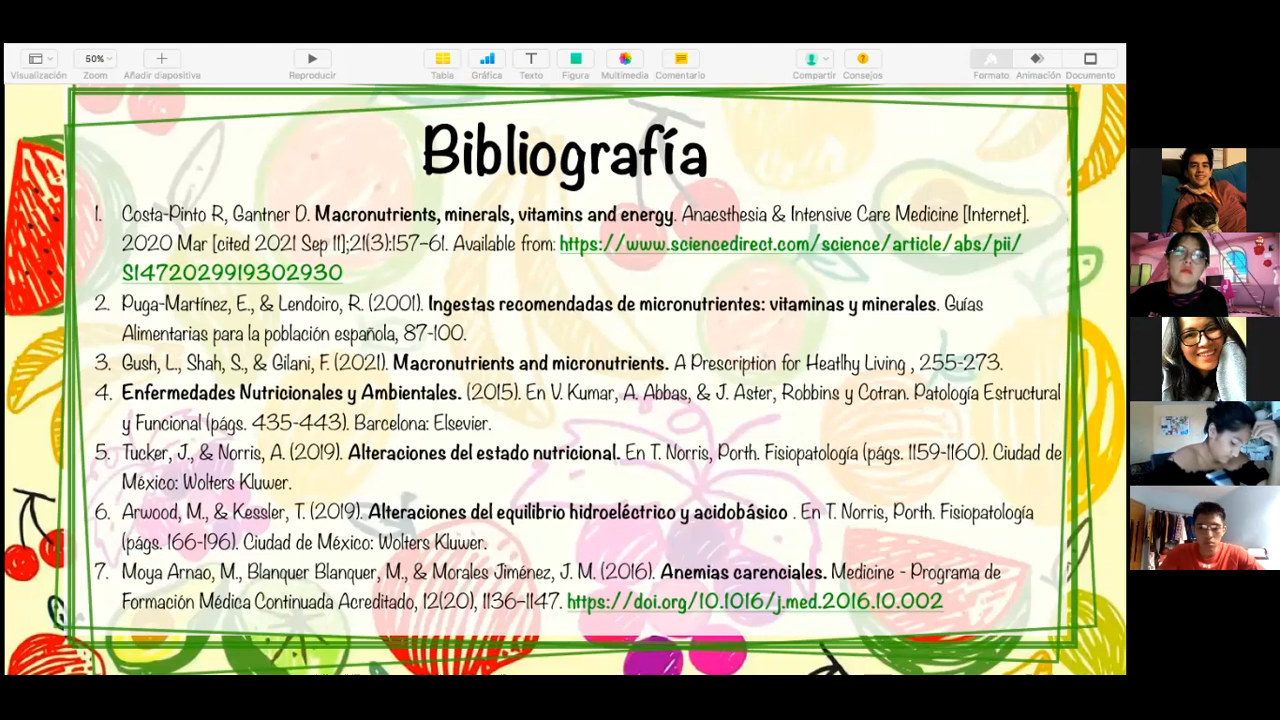 50%
Visualización
Zoom
Añadir diapositiva
Reproducir
Tabla
Gráfica
Texto
Figura
Multimedia
Comentario
Compartir
Consejos
Formato
Animación
Documento
Bibliografía
1. Costa-Pinto R, Gantner D. Macronutrients, minerals, vitamins and energy. Anaesthesia & Intensive Care Medicine [Internet].
2020 Mar [cited 2021 Sep 11];21(3):157–61. Available from: https://www.sciencedirect.com/science/article/abs/pii/
S1472029919302930
2. Puga-Martínez, E., & Lendoiro, R. (2001). Ingestas recomendadas de micronutrientes: vitaminas y minerales. Guías
Alimentarias para la población española, 87-100.
3. Gush, L., Shah, S., & Gilani, F. (2021). Macronutrients and micronutrients. A Prescription for Heatlhy Living , 255-273.
4. Enfermedades Nutricionales y Ambientales. (2015). En V. Kumar, A. Abbas, & J. Aster, Robbins y Cotran. Patología Estructural
y Funcional (págs. 435-443). Barcelona: Elsevier.
5. Tucker, J., & Norris, A. (2019). Alteraciones del estado nutricional. En T. Norris, Porth. Fisiopatología (págs. 1159-1160). Ciudad de
México: Wolters Kluwer.
6. Arwood, M., & Kessler, T. (2019). Alteraciones del equilibrio hidroeléctrico y acidobásico . En T. Norris, Porth. Fisiopatología
(págs. 166-196). Ciudad de México: Wolters Kluwer.
7. Moya Arnao, M., Blanquer Blanquer, M., & Morales Jiménez, J. M. (2016). Anemias carenciales. Medicine - Programa de
Formación Médica Continuada Acreditado, 12(20), 1136–1147. https://doi.org/10.1016/j.med.2016.10.002